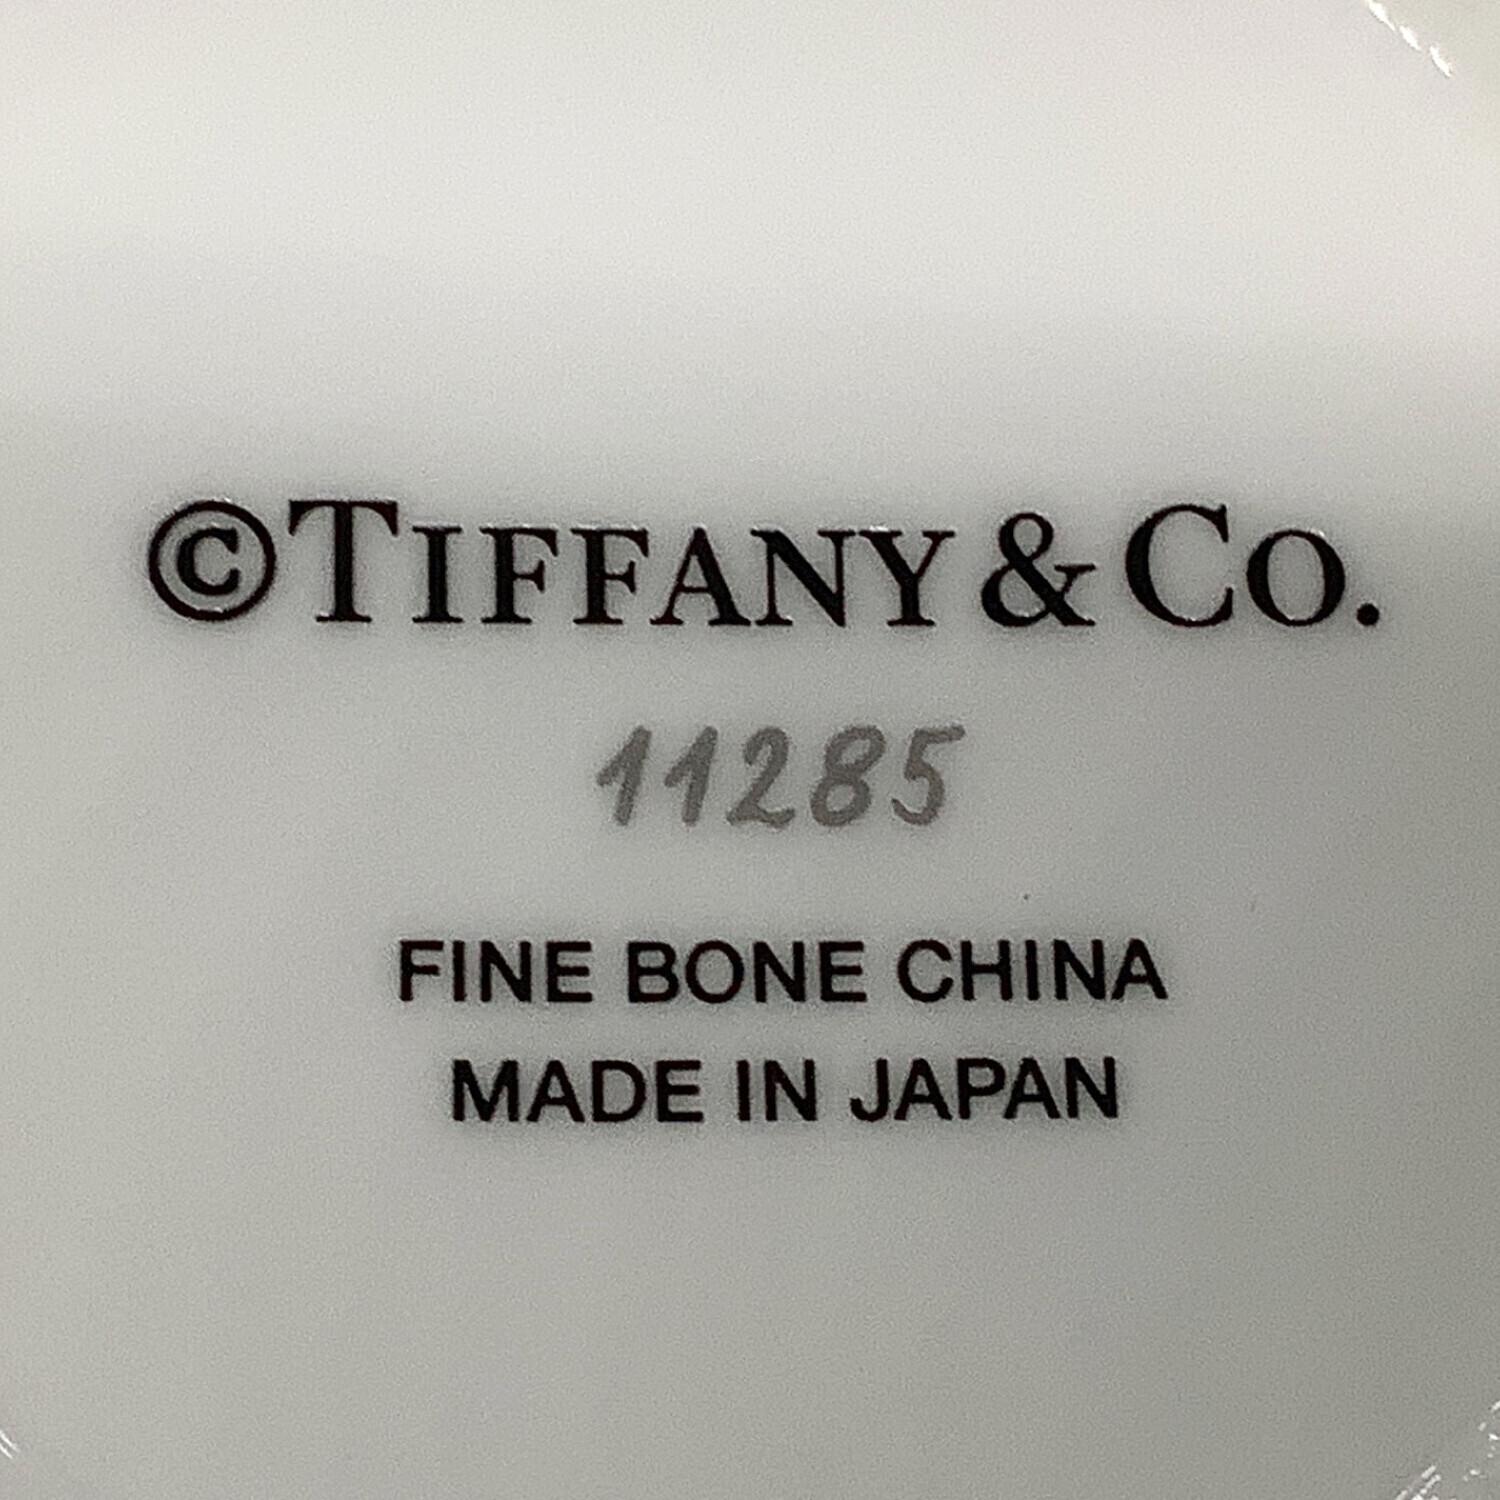 ©TIFFANY & CO.
11285
FINE BONE CHINA
MADE IN JAPAN